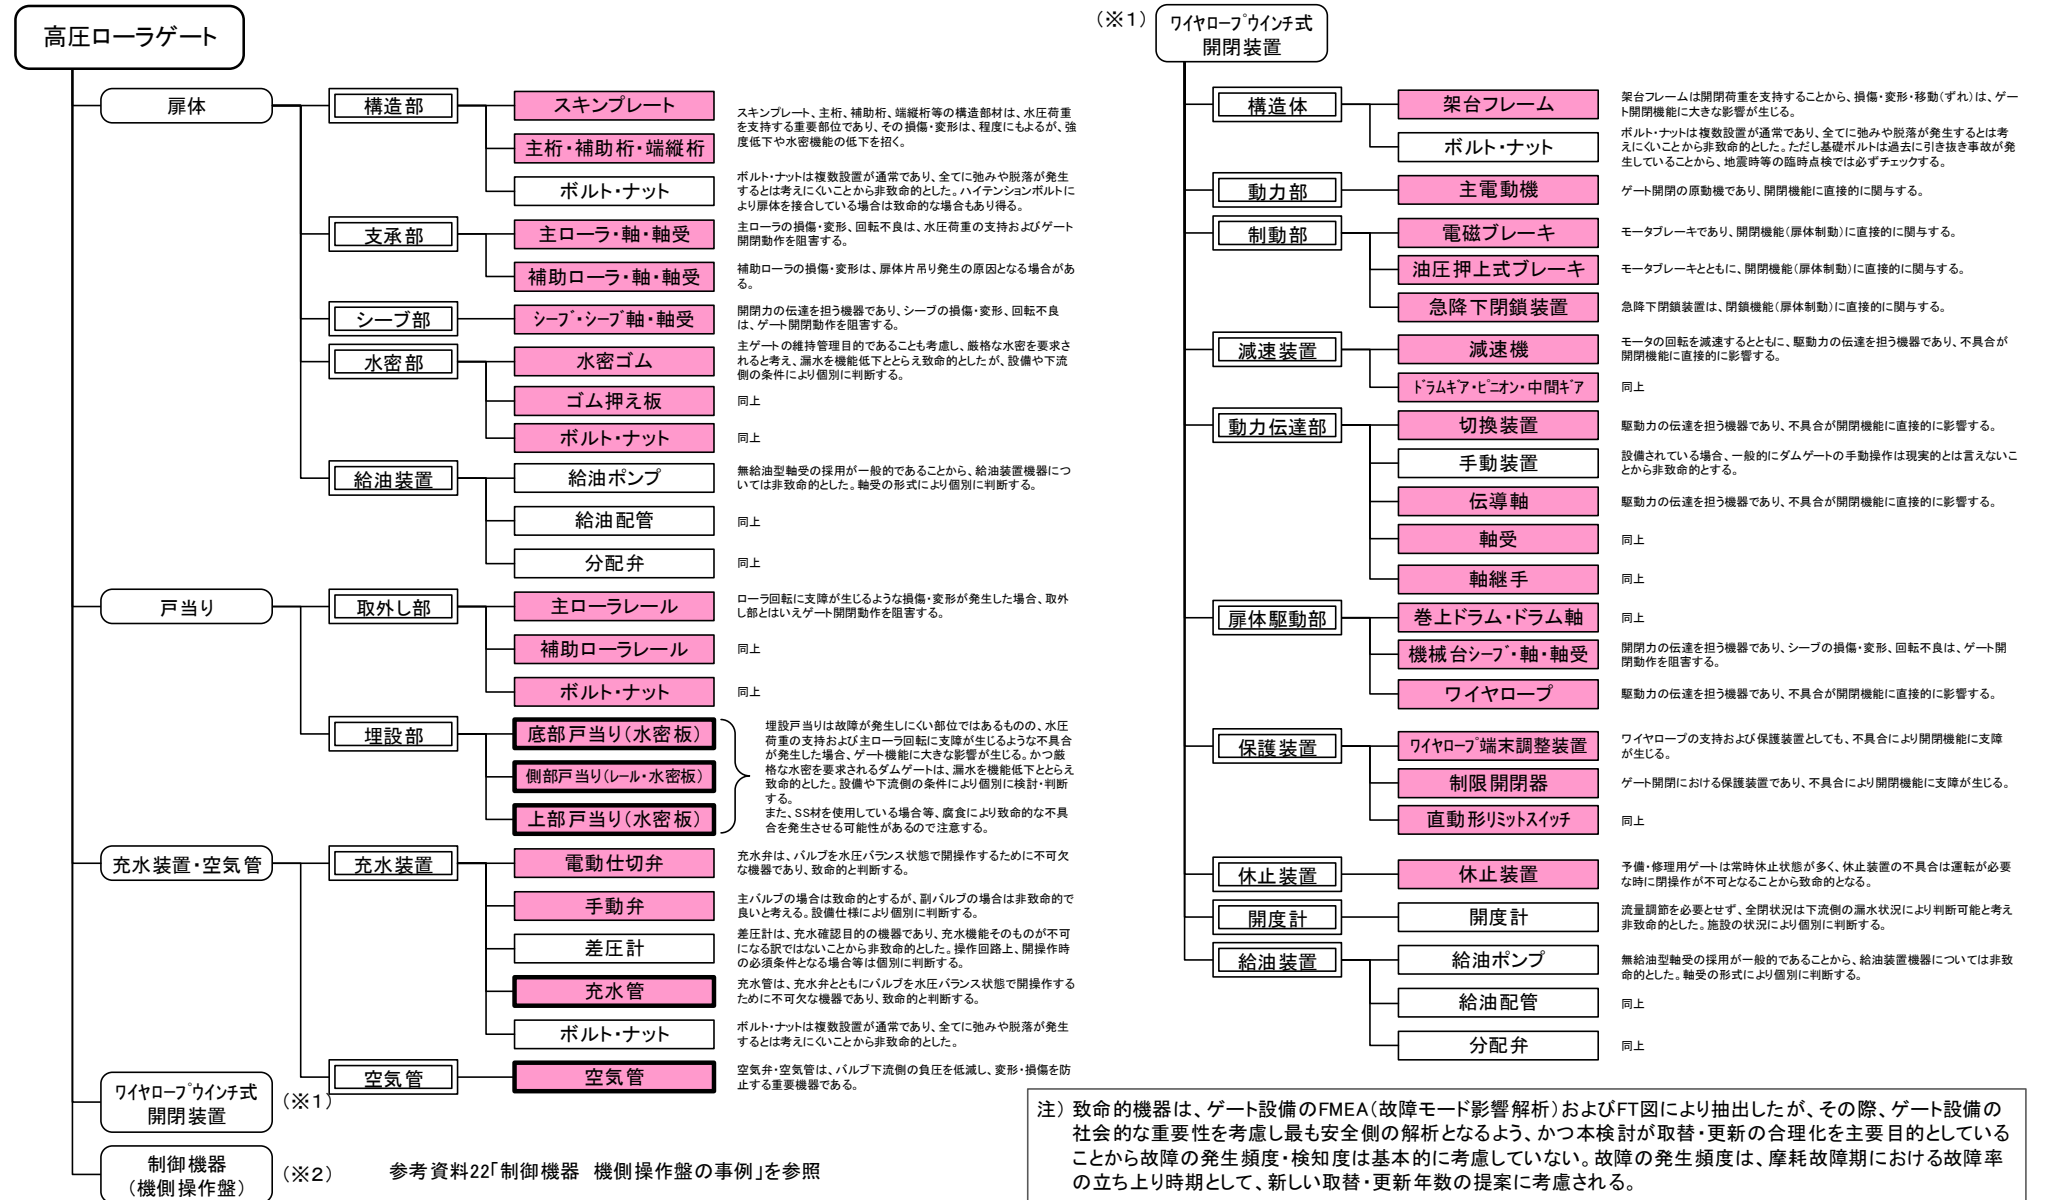 高圧ローラゲート
扉体
構造部
スキンプレート
スキンプレート、主桁、補助桁、端縦桁等の構造部材は、水圧荷重
を支持する重要部位であり、その損傷・変形は、程度にもよるが、強
度低下や水密機能の低下を招く。
主桁・補助桁・端縦桁
ボルト・ナット
ボルト・ナットは複数設置が通常であり、全てに弛みや脱落が発生
するとは考えにくいことから非致命的とした。ハイテンションボルトに
より扉体を接合している場合は致命的な場合もあり得る。
支承部
主ローラ・軸・軸受
主ローラの損傷・変形、回転不良は、水圧荷重の支持およびゲート
開閉動作を阻害する。
補助ローラ・軸・軸受
補助ローラの損傷・変形は、扉体片吊り発生の原因となる場合があ
る。
シーブ部
シーブ・シーブ軸・軸受
開閉力の伝達を担う機器であり、シーブの損傷・変形、回転不良
は、ゲート開閉動作を阻害する。
水密部
水密ゴム
主ゲートの維持管理目的であることも考慮し、厳格な水密を要求さ
れると考え、漏水を機能低下ととらえ致命的としたが、設備や下流
側の条件により個別に判断する。
ゴム押え板
同上
ボルト・ナット
同上
給油装置
給油ポンプ
無給油型軸受の採用が一般的であることから、給油装置機器につ
いては非致命的とした。軸受の形式により個別に判断する。
給油配管
同上
分配弁
同上
戸当り
取外し部
主ローラレール
ローラ回転に支障が生じるような損傷・変形が発生した場合、取外
し部とはいえゲート開閉動作を阻害する。
補助ローラレール
同上
ボルト・ナット
同上
埋設部
底部戸当り(水密板)
側部戸当り(レール・水密板)
上部戸当り(水密板)
埋設戸当りは故障が発生しにくい部位ではあるものの、水圧
荷重の支持および主ローラ回転に支障が生じるような不具合
が発生した場合、ゲート機能に大きな影響が生じる。かつ厳
格な水密を要求されるダムゲートは、漏水を機能低下ととらえ
致命的とした。設備や下流側の条件により個別に検討・判断
する。
また、SS材を使用している場合等、腐食により致命的な不具
合を発生させる可能性があるので注意する。
充水装置・空気管
充水装置
電動仕切弁
充水弁は、バルブを水圧バランス状態で開操作するために不可欠
な機器であり、致命的と判断する。
手動弁
主バルブの場合は致命的とするが、副バルブの場合は非致命的で
良いと考える。設備仕様により個別に判断する。
差圧計
差圧計は、充水確認目的の機器であり、充水機能そのものが不可
になる訳ではないことから非致命的とした。操作回路上、開操作時
の必須条件となる場合等は個別に判断する。
充水管
充水管は、充水弁とともにバルブを水圧バランス状態で開操作する
ために不可欠な機器であり、致命的と判断する。
ボルト・ナット
ボルト・ナットは複数設置が通常であり、全てに弛みや脱落が発生
するとは考えにくいことから非致命的とした。
空気管
空気管
空気弁・空気管は、バルブ下流側の負圧を低減し、変形・損傷を防
止する重要機器である。
ワイヤロープウインチ式
開閉装置
(※1)
制御機器
(機側操作盤)
(※2)
参考資料22「制御機器 機側操作盤の事例」を参照
(※1)
ワイヤロープウインチ式
開閉装置
構造体
架台フレーム
架台フレームは開閉荷重を支持することから、損傷・変形・移動(ずれ)は、ゲー
ト開閉機能に大きな影響が生じる。
ボルト・ナット
ボルト・ナットは複数設置が通常であり、全てに弛みや脱落が発生するとは考
えにくいことから非致命的とした。ただし基礎ボルトは過去に引き抜き事故が発
生していることから、地震時等の臨時点検では必ずチェックする。
動力部
主電動機
ゲート開閉の原動機であり、開閉機能に直接的に関与する。
制動部
電磁ブレーキ
モータブレーキであり、開閉機能(扉体制動)に直接的に関与する。
油圧押上式ブレーキ
モータブレーキとともに、開閉機能(扉体制動)に直接的に関与する。
急降下閉鎖装置
急降下閉鎖装置は、閉鎖機能(扉体制動)に直接的に関与する。
減速装置
減速機
モータの回転を減速するとともに、駆動力の伝達を担う機器であり、不具合が
開閉機能に直接的に影響する。
ドラムギア・ピニオン・中間ギア
同上
動力伝達部
切換装置
駆動力の伝達を担う機器であり、不具合が開閉機能に直接的に影響する。
手動装置
設備されている場合、一般的にダムゲートの手動操作は現実的とは言えないこ
とから非致命的とする。
伝導軸
駆動力の伝達を担う機器であり、不具合が開閉機能に直接的に影響する。
軸受
同上
軸継手
同上
扉体駆動部
巻上ドラム・ドラム軸
同上
機械台シーブ・軸・軸受
開閉力の伝達を担う機器であり、シーブの損傷・変形、回転不良は、ゲート開
閉動作を阻害する。
ワイヤロープ
駆動力の伝達を担う機器であり、不具合が開閉機能に直接的に影響する。
保護装置
ワイヤロープ端末調整装置
ワイヤロープの支持および保護装置としても、不具合により開閉機能に支障
が生じる。
制限開閉器
ゲート開閉における保護装置であり、不具合により開閉機能に支障が生じる。
直動形リミットスイッチ
同上
休止装置
休止装置
予備・修理用ゲートは常時休止状態が多く、休止装置の不具合は運転が必要
な時に閉操作が不可となることから致命的となる。
開度計
開度計
流量調節を必要とせず、全閉状況は下流側の漏水状況により判断可能と考え
非致命的とした。施設の状況により個別に判断する。
給油装置
給油ポンプ
無給油型軸受の採用が一般的であることから、給油装置機器については非致
命的とした。軸受の形式により個別に判断する。
給油配管
同上
分配弁
同上
注) 致命的機器は、ゲート設備のFMEA(故障モード影響解析)およびFT図により抽出したが、その際、ゲート設備の
社会的な重要性を考慮し最も安全側の解析となるよう、かつ本検討が取替・更新の合理化を主要目的としている
ことから故障の発生頻度・検知度は基本的に考慮していない。故障の発生頻度は、摩耗故障期における故障率
の立ち上り時期として、新しい取替・更新年数の提案に考慮される。